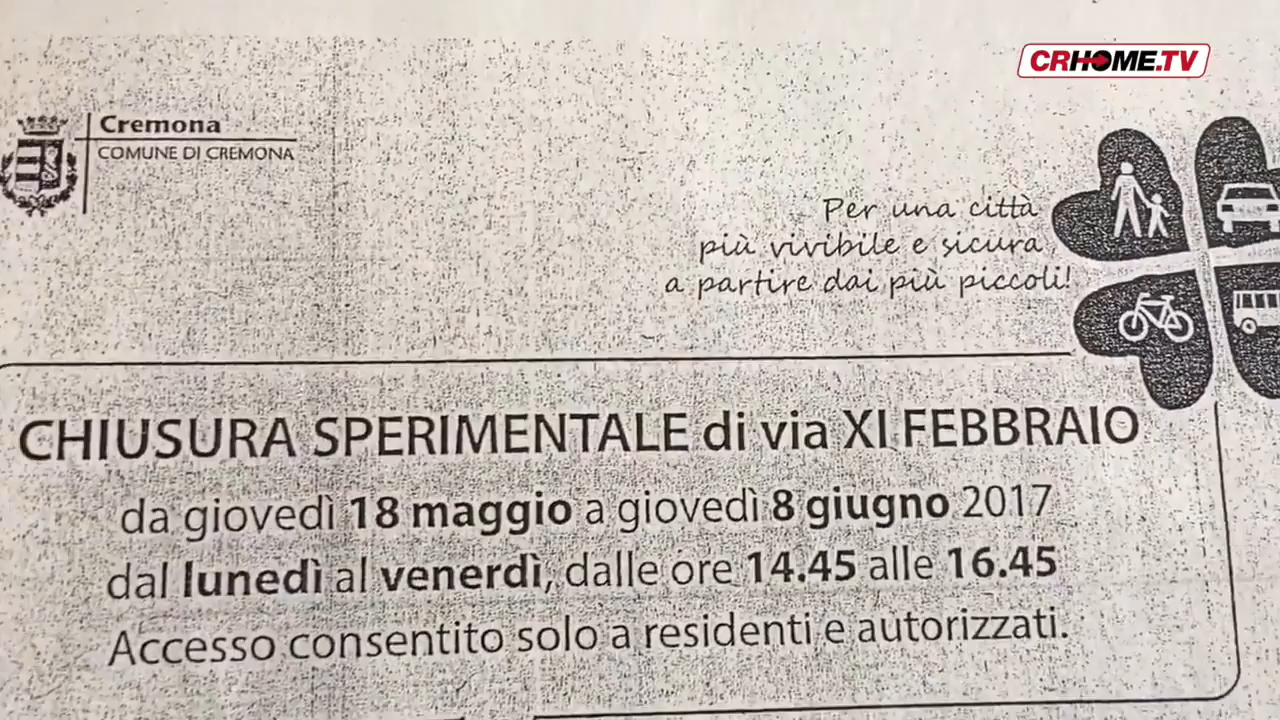 CRHOME.TV
Cremona
COMUNE DI CREMONA
Per una città
più vivibile e sicura
a partire dai più piccoli!
CHIUSURA SPERIMENTALE di via XI FEBBRAIO
da giovedì 18 maggio a giovedì 8 giugno 2017
dal lunedì al venerdì, dalle ore 14.45 alle 16.45
Accesso consentito solo a residenti e autorizzati.